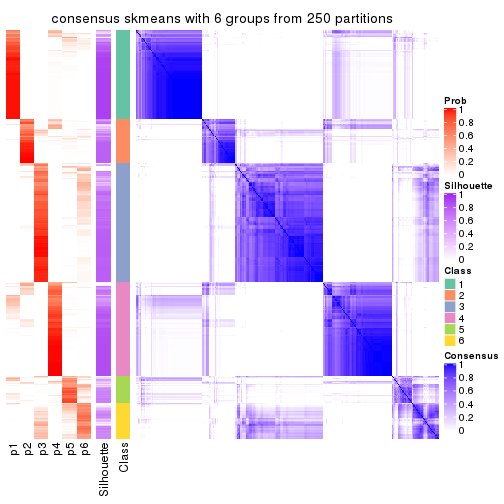 consensus skmeans with 6 groups from 250 partitions
Prob
1
0.8
0.6
0.4
0.2
0
Silhouette
1
0.8
0.6
0.4
0.2
0
Class
1
2
3
4
5
6
Consensus
1
0.8
0.6
0.4
0.2
0
p1
p2
p3
p4
p5
p6
Silhouette
Class